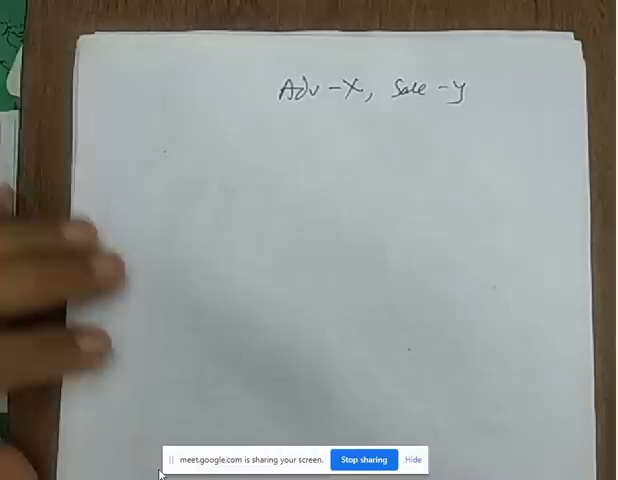 Adv - X, Sale - y
meet.google.com is sharing your screen. Stop sharing Hide